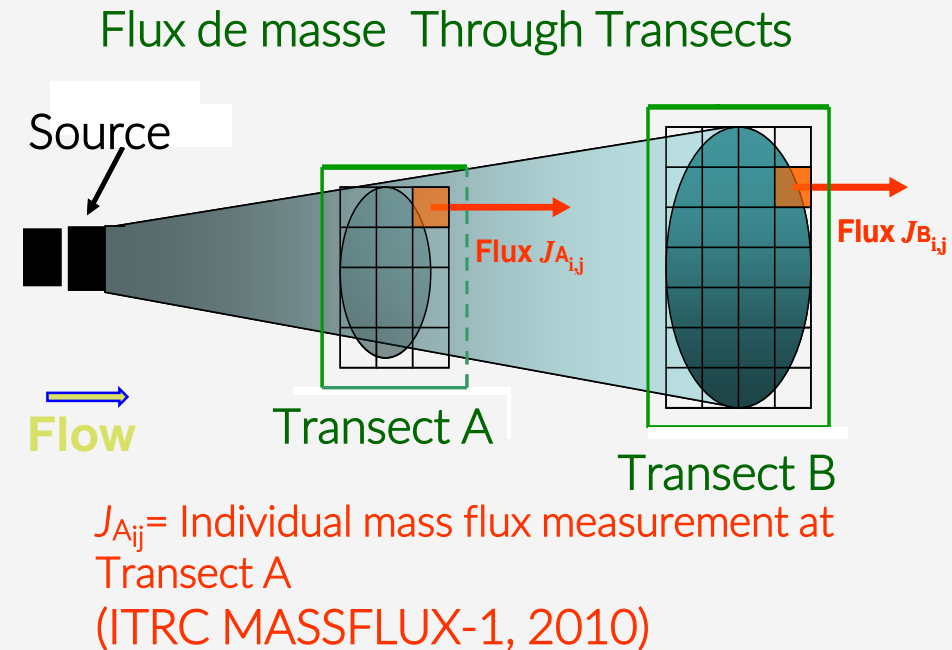 Flux de masse Through Transects
Source
Flux JAi,j
Flux JBi,j
Flow
Transect A
Transect B
JAij= Individual mass flux measurement at
Transect A
(ITRC MASSFLUX-1, 2010)